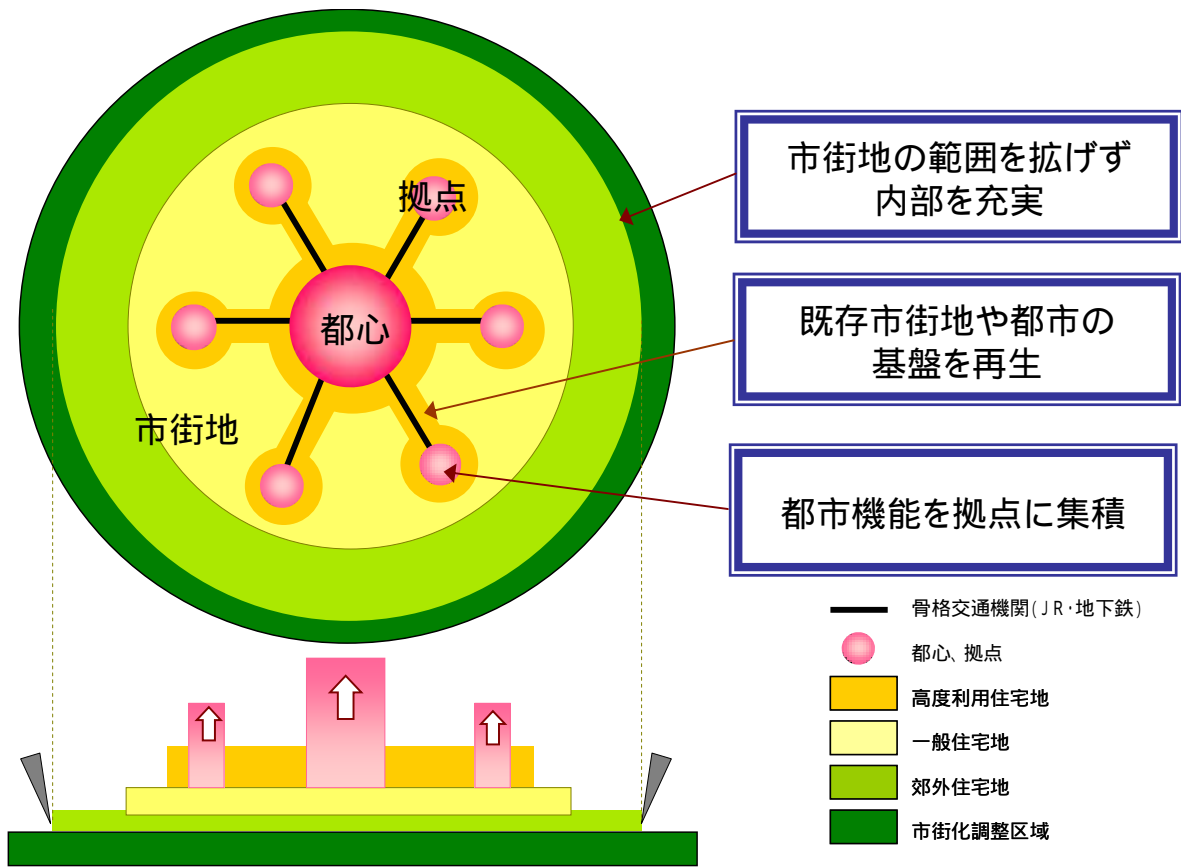 拠点
都心
市街地
市街地の範囲を拡げず
内部を充実
既存市街地や都市の
基盤を再生
都市機能を拠点に集積
骨格交通機関(JR・地下鉄)
都心、拠点
高度利用住宅地
一般住宅地
郊外住宅地
市街化調整区域